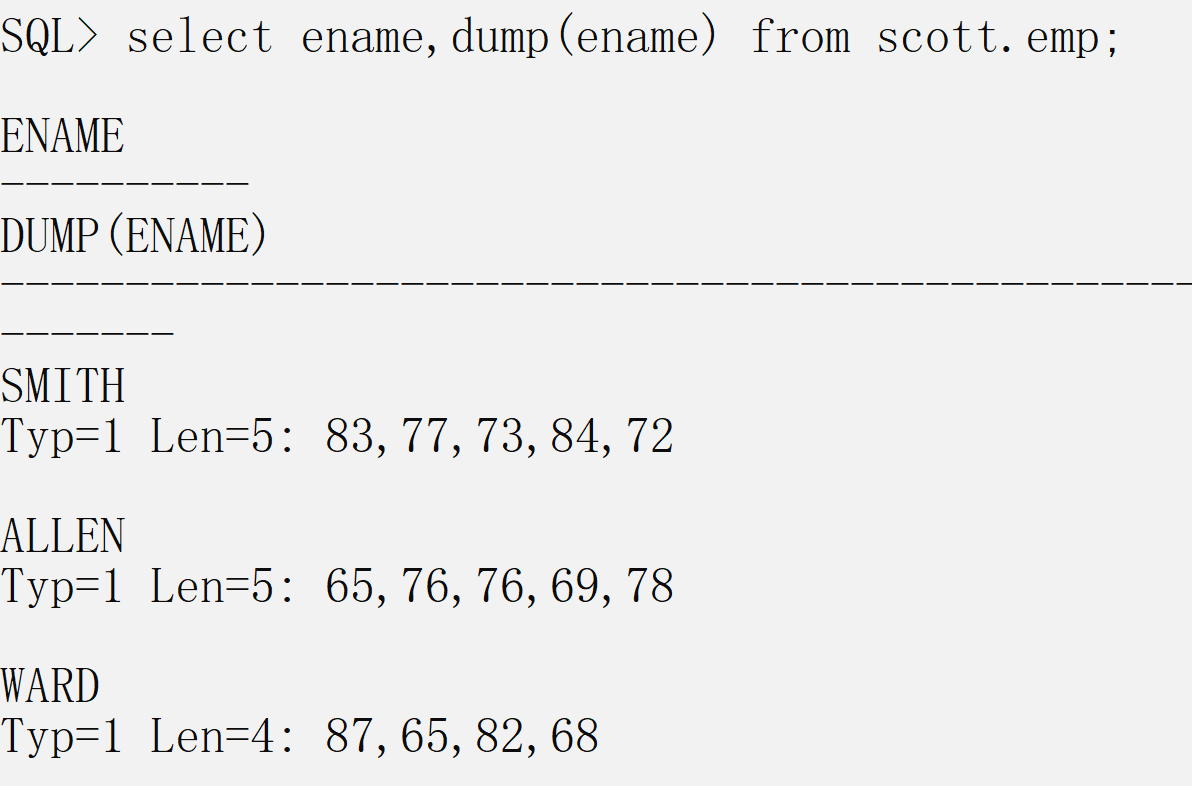 SQL> select ename,dump(ename) from scott.emp;
ENAME
----------
DUMP(ENAME)
------------------------------------------------
-------
SMITH
Typ=1 Len=5: 83,77,73,84,72
ALLEN
Typ=1 Len=5: 65,76,76,69,78
WARD
Typ=1 Len=4: 87,65,82,68